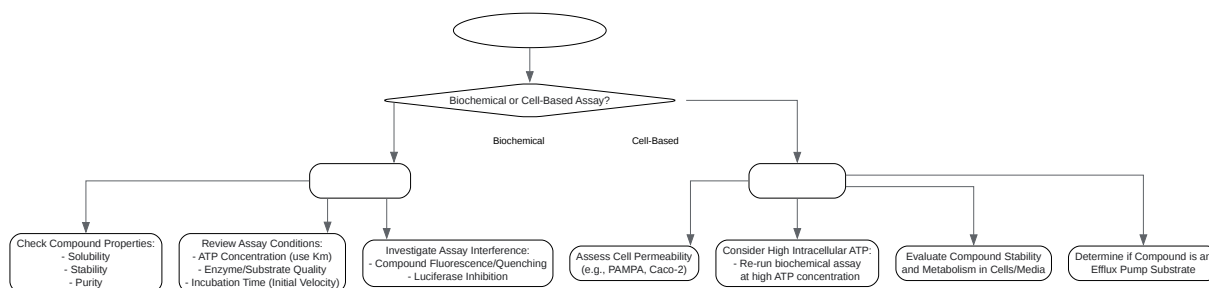 Biochemical or Cell-Based Assay?
Biochemical
Cell-Based
Check Compound Properties:
- Solubility
- Stability
- Purity
Review Assay Conditions:
- ATP Concentration (use Km)
- Enzyme/Substrate Quality
- Incubation Time (Initial Velocity)
Investigate Assay Interference:
- Compound Fluorescence/Quenching
- Luciferase Inhibition
Assess Cell Permeability
(e.g., PAMPA, Caco-2)
Consider High Intracellular ATP:
- Re-run biochemical assay
at high ATP concentration
Evaluate Compound Stability
and Metabolism in Cells/Media
Determine if Compound is an
Efflux Pump Substrate